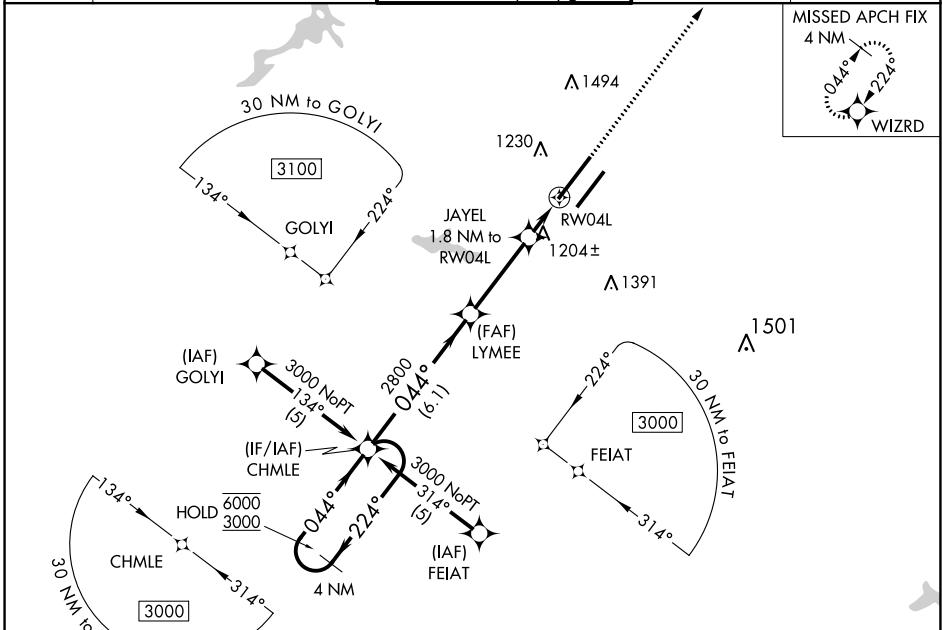 MISSED APCH FIX
4 NM
044°
224°
WIZRD
1494
30 NM to GOLYI
3100
134°
224°
GOLYI
1230
RW04L
JAYEL
1.8 NM to
RW04L
1204±
1391
1501
(FAF)
LYMEE
(IAF)
GOLYI
3000 NoPT
134°
(5)
2800
044°
(6.1)
224°
30 NM to FEIAT
3000
FEIAT
314°
(IF/IAF)
CHMLE
3000 NoPT
314°
(5)
(IAF)
FEIAT
HOLD
6000
3000
044°
224°
4 NM
134°
CHMLE
314°
3000
30 NM to